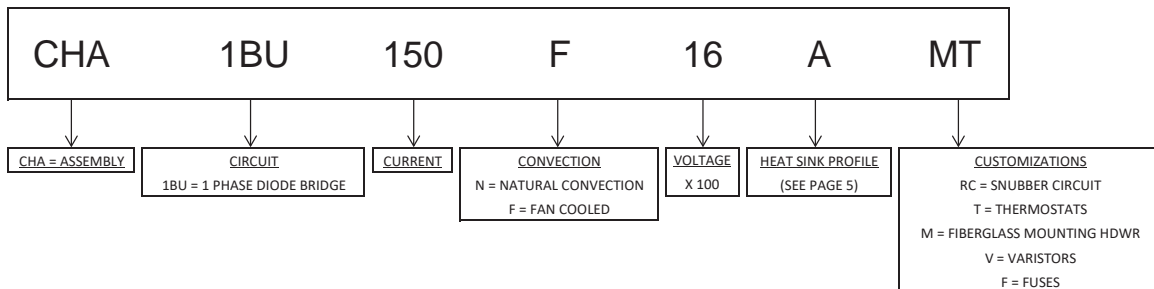 CHA 1BU 150 F 16 A MT
CHA = ASSEMBLY
CIRCUIT
1BU = 1 PHASE DIODE BRIDGE
CURRENT
CONVECTION
N = NATURAL CONVECTION
F = FAN COOLED
VOLTAGE
X 100
HEAT SINK PROFILE
(SEE PAGE 5)
CUSTOMIZATIONS
RC = SNUBBER CIRCUIT
T = THERMOSTATS
M = FIBERGLASS MOUNTING HDWR
V = VARISTORS
F = FUSES